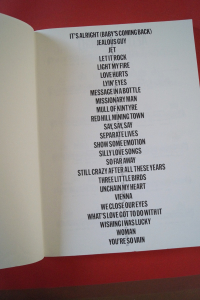 IT'S ALRIGHT (BABY'S COMING BACK)
JEALOUS GUY
JET
LET IT ROCK
LIGHT MY FIRE
LOVE HURTS
LYIN' EYES
MESSAGE IN A BOTTLE
MISSIONARY MAN
MULL OF KINTYRE
RED HILL MINING TOWN
SAY, SAY, SAY
SEPARATE LIVES
SHOW SOME EMOTION
SILLY LOVE SONGS
SO FAR AWAY
STILL CRAZY AFTER ALL THESE YEARS
THREE LITTLE BIRDS
UNCHAIN MY HEART
VIENNA
WE CLOSE OUR EYES
WHAT'S LOVE GOT TO DO WITH IT
WISHING I WAS LUCKY
WOMAN
YOU'RE SO VAIN